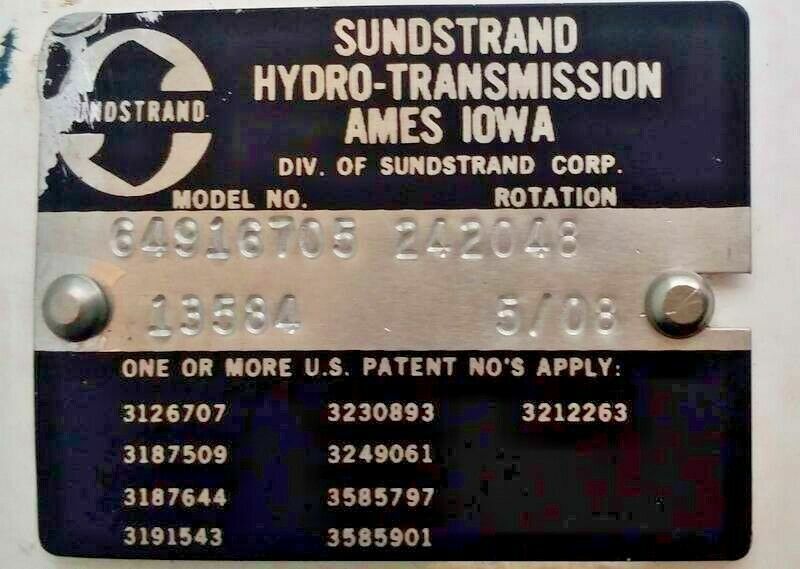 SUNDSTRAND
HYDRO-TRANSMISSION
AMES IOWA
DIV. OF SUNDSTRAND CORP.
UNDSTRAND
MODEL NO. ROTATION
64916705 242048
13584 5/08
ONE OR MORE U.S. PATENT NO'S APPLY:
3126707 3230893 3212263
3187509 3249061
3187644 3585797
3191543 3585901